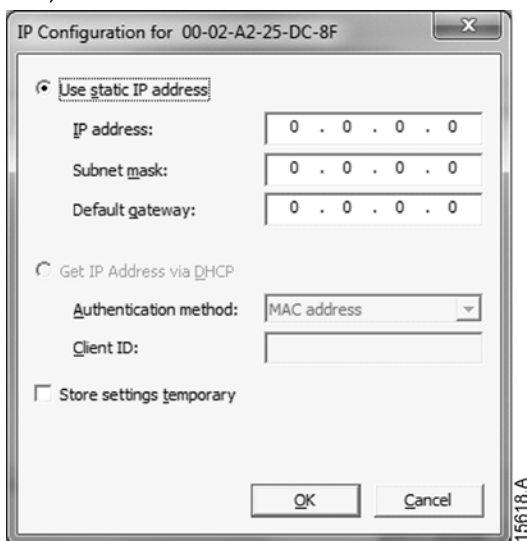 IP Configuration for 00-02-A2-25-DC-8F
Use static IP address
IP address: 0 . 0 . 0 . 0
Subnet mask: 0 . 0 . 0 . 0
Default gateway: 0 . 0 . 0 . 0
Get IP Address via DHCP
Authentication method: MAC address
Client ID:
Store settings temporary
OK Cancel
15618.A